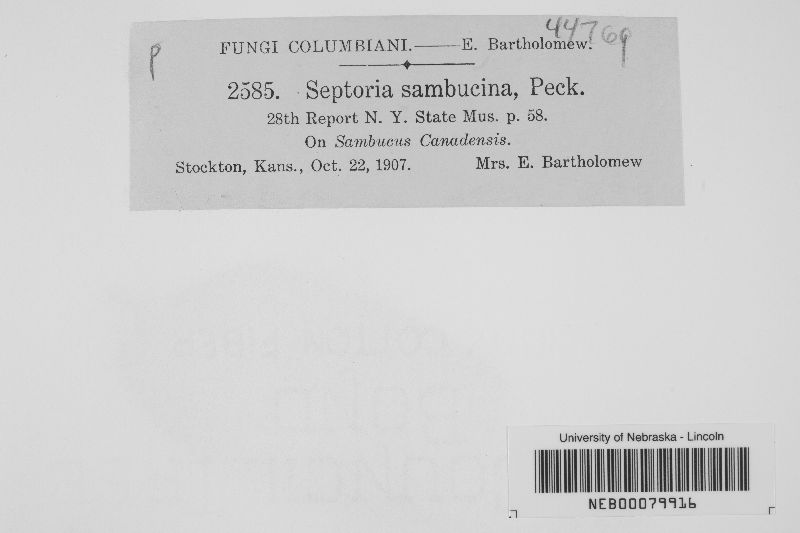 P
44769
FUNGI COLUMBIANI.——E. Bartholomew.
2585. Septoria sambucina, Peck.
28th Report N. Y. State Mus. p. 58.
On Sambucus Canadensis.
Stockton, Kans., Oct. 22, 1907. Mrs. E. Bartholomew
University of Nebraska - Lincoln
NEB00079916